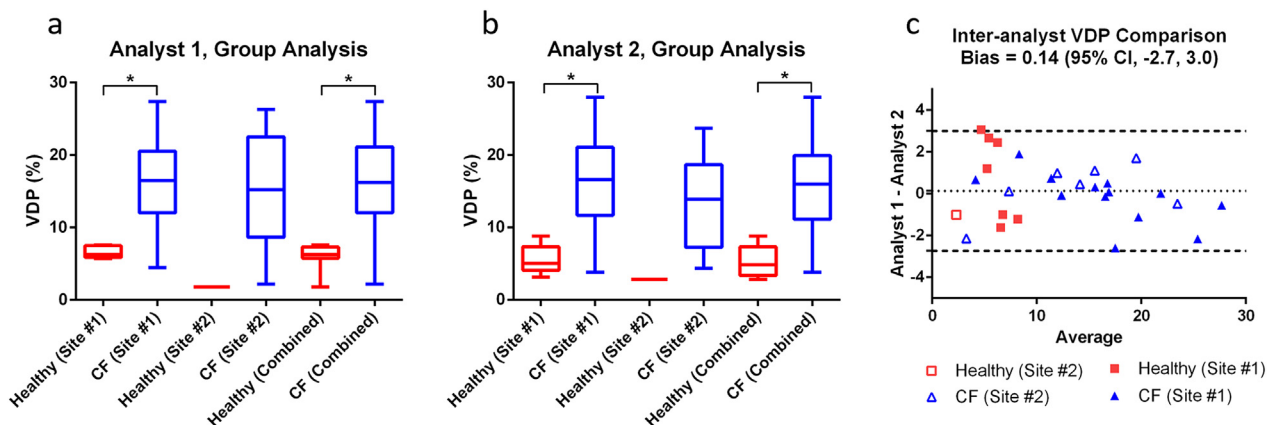 a
Analyst 1, Group Analysis
VDP (%)
30
20
10
0
*
*
Healthy (Site #1)
CF (Site #1)
Healthy (Site #2)
CF (Site #2)
Healthy (Combined)
CF (Combined)
b
Analyst 2, Group Analysis
VDP (%)
30
20
10
0
*
*
Healthy (Site #1)
CF (Site #1)
Healthy (Site #2)
CF (Site #2)
Healthy (Combined)
CF (Combined)
c
Inter-analyst VDP Comparison
Bias = 0.14 (95% CI, -2.7, 3.0)
Analyst 1 - Analyst 2
4
2
0
-2
-4
0
10
20
30
Average
Healthy (Site #2)
Healthy (Site #1)
CF (Site #2)
CF (Site #1)